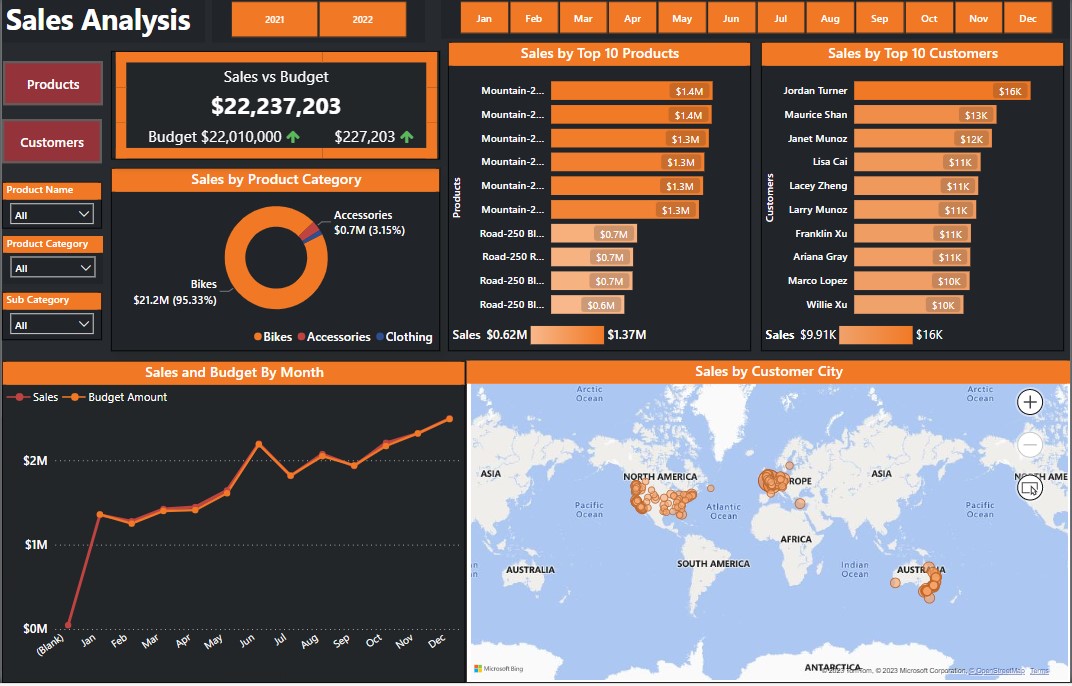 Sales Analysis
2021
2022
Jan
Feb
Mar
Apr
May
Jun
Jul
Aug
Sep
Oct
Nov
Dec
Products
Customers
Product Name
All
Product Category
All
Sub Category
All
Sales vs Budget
$22,237,203
Budget $22,010,000
$227,203
Sales by Product Category
Accessories
$0.7M (3.15%)
Bikes
$21.2M (95.33%)
Bikes
Accessories
Clothing
Sales by Top 10 Products
Products
Mountain-2... $1.4M
Mountain-2... $1.4M
Mountain-2... $1.3M
Mountain-2... $1.3M
Mountain-2... $1.3M
Mountain-2... $1.3M
Road-250 Bl... $0.7M
Road-250 R... $0.7M
Road-250 Bl... $0.7M
Road-250 Bl... $0.6M
Sales $0.62M $1.37M
Sales by Top 10 Customers
Customers
Jordan Turner $16K
Maurice Shan $13K
Janet Munoz $12K
Lisa Cai $11K
Lacey Zheng $11K
Larry Munoz $11K
Franklin Xu $11K
Ariana Gray $11K
Marco Lopez $10K
Willie Xu $10K
Sales $9.91K $16K
Sales and Budget By Month
Sales
Budget Amount
$2M
$1M
$0M
(Blank)
Jan
Feb
Mar
Apr
May
Jun
Jul
Aug
Sep
Oct
Nov
Dec
Sales by Customer City
Arctic
Ocean
Arctic
Ocean
ASIA
NORTH AMERICA
ROPE
ASIA
NORTH AME
Pacific
Ocean
Atlantic
Ocean
Pacific
Ocean
AFRICA
SOUTH AMERICA
AUSTRALIA
Indian
Ocean
AUSTRALIA
ANTARCTICA
Microsoft Bing
© 2023 TomTom, © 2023 Microsoft Corporation, © OpenStreetMap Terms